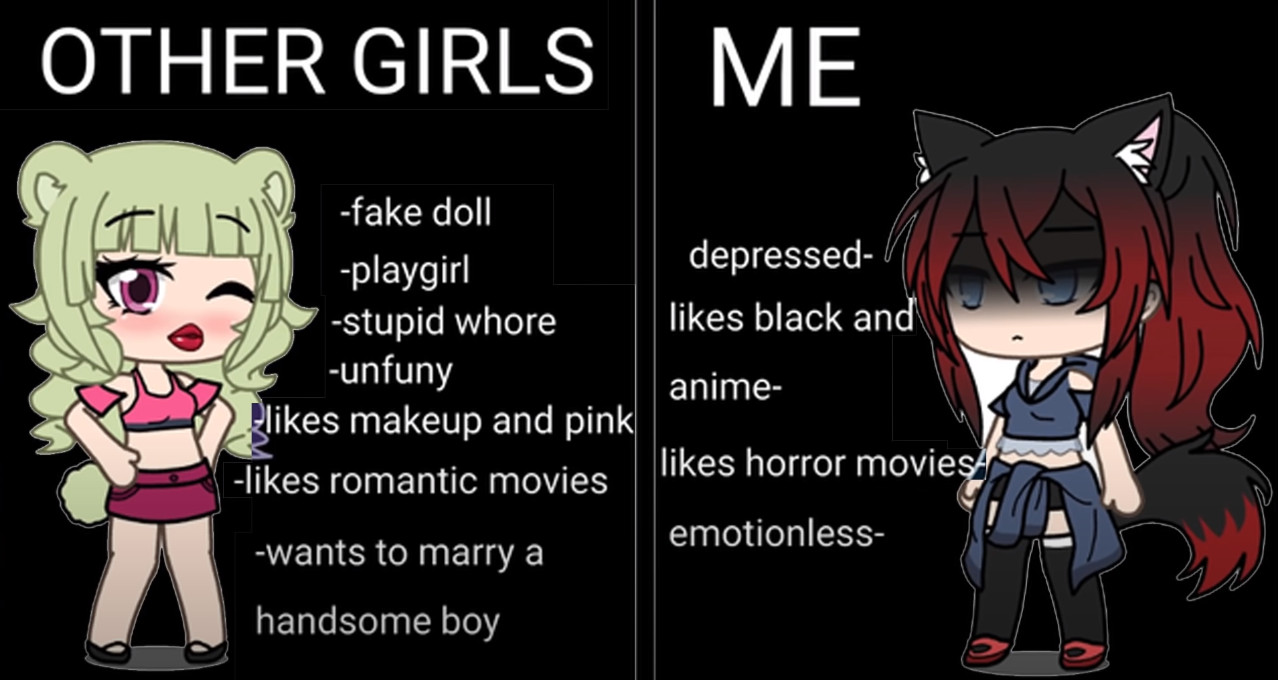 OTHER GIRLS
-fake doll
-playgirl
-stupid whore
-unfuny
-likes makeup and pink
-likes romantic movies
-wants to marry a
handsome boy
ME
depressed-
likes black and
anime-
likes horror movies-
emotionless-